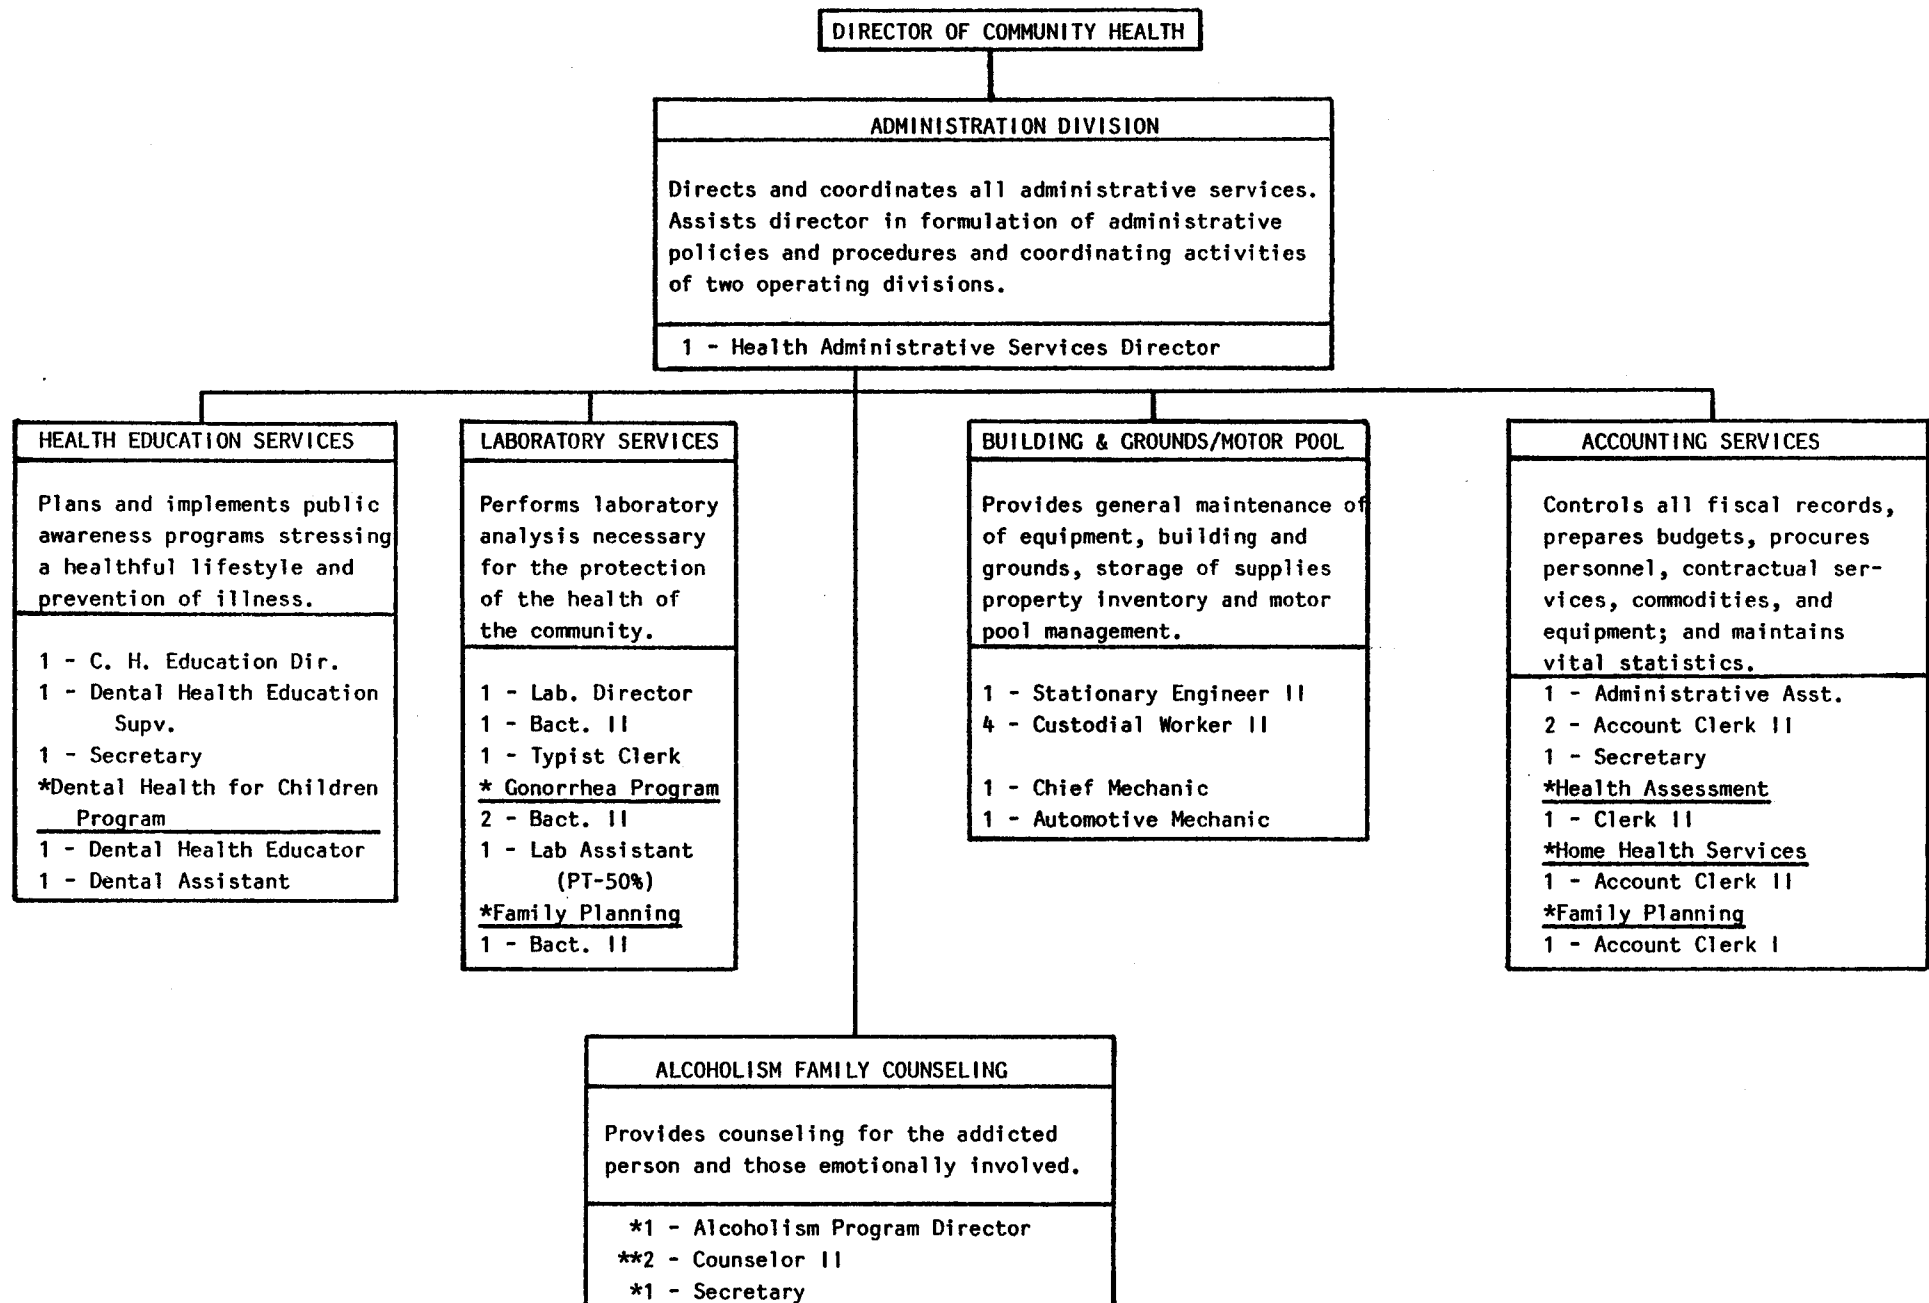 DIRECTOR OF COMMUNITY HEALTH
ADMINISTRATION DIVISION
Directs and coordinates all administrative services.
Assists director in formulation of administrative
policies and procedures and coordinating activities
of two operating divisions.
1 - Health Administrative Services Director
HEALTH EDUCATION SERVICES
Plans and implements public
awareness programs stressing
a healthful lifestyle and
prevention of illness.
1 - C. H. Education Dir.
1 - Dental Health Education
Supv.
1 - Secretary
*Dental Health for Children
Program
1 - Dental Health Educator
1 - Dental Assistant
LABORATORY SERVICES
Performs laboratory
analysis necessary
for the protection
of the health of
the community.
1 - Lab. Director
1 - Bact. II
1 - Typist Clerk
* Gonorrhea Program
2 - Bact. II
1 - Lab Assistant
(PT-50%)
*Family Planning
1 - Bact. II
BUILDING & GROUNDS/MOTOR POOL
Provides general maintenance of
of equipment, building and
grounds, storage of supplies
property inventory and motor
pool management.
1 - Stationary Engineer II
4 - Custodial Worker II
1 - Chief Mechanic
1 - Automotive Mechanic
ACCOUNTING SERVICES
Controls all fiscal records,
prepares budgets, procures
personnel, contractual ser-
vices, commodities, and
equipment; and maintains
vital statistics.
1 - Administrative Asst.
2 - Account Clerk II
1 - Secretary
*Health Assessment
1 - Clerk II
*Home Health Services
1 - Account Clerk II
*Family Planning
1 - Account Clerk I
ALCOHOLISM FAMILY COUNSELING
Provides counseling for the addicted
person and those emotionally involved.
*1 - Alcoholism Program Director
**2 - Counselor II
*1 - Secretary